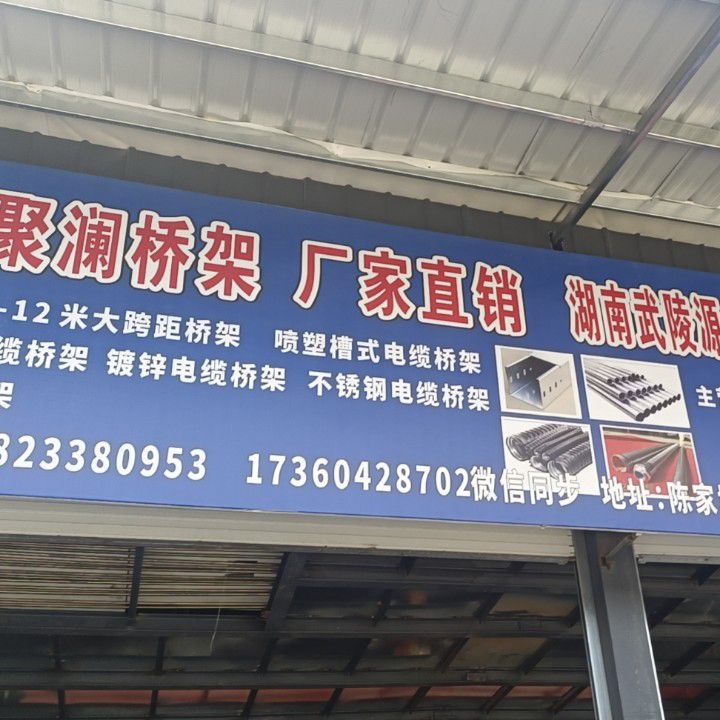 聚澜桥架 厂家直销 湖南武陵源
-12米大跨距桥架 喷塑槽式电缆桥架
缆桥架 镀锌电缆桥架 不锈钢电缆桥架 主
架
823380953 17360428702微信同步 地址:陈家